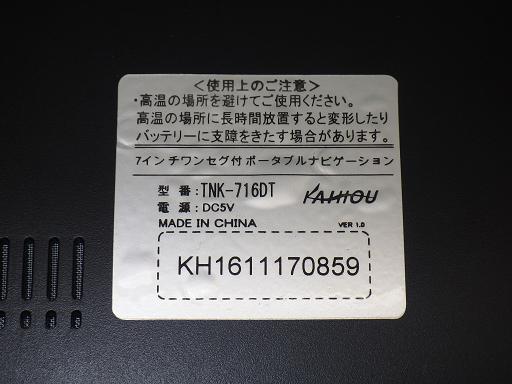 ＜使用上のご注意＞
・高温の場所を避けてご使用ください。
高温の場所に長時間放置すると変形したり
バッテリーに支障をきたす場合があります。
7インチワンセグ付ポータブルナビゲーション
型 番：TNK-716DT
KAIHOU
電 源：DC5V
MADE IN CHINA
VER 1.0
KH1611170859